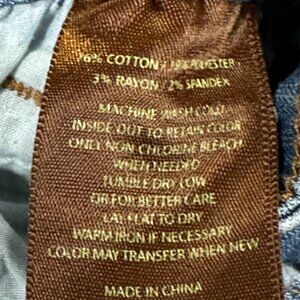 76% COTTON / 19% POLYESTER /
3% RAYON / 2% SPANDEX
MACHINE WASH COLD
INSIDE OUT TO RETAIN COLOR
ONLY NON CHLORINE BLEACH
WHEN NEEDED
TUMBLE DRY LOW
OR FOR BETTER CARE
LAY FLAT TO DRY
WARM IRON IF NECESSARY
COLOR MAY TRANSFER WHEN NEW
MADE IN CHINA